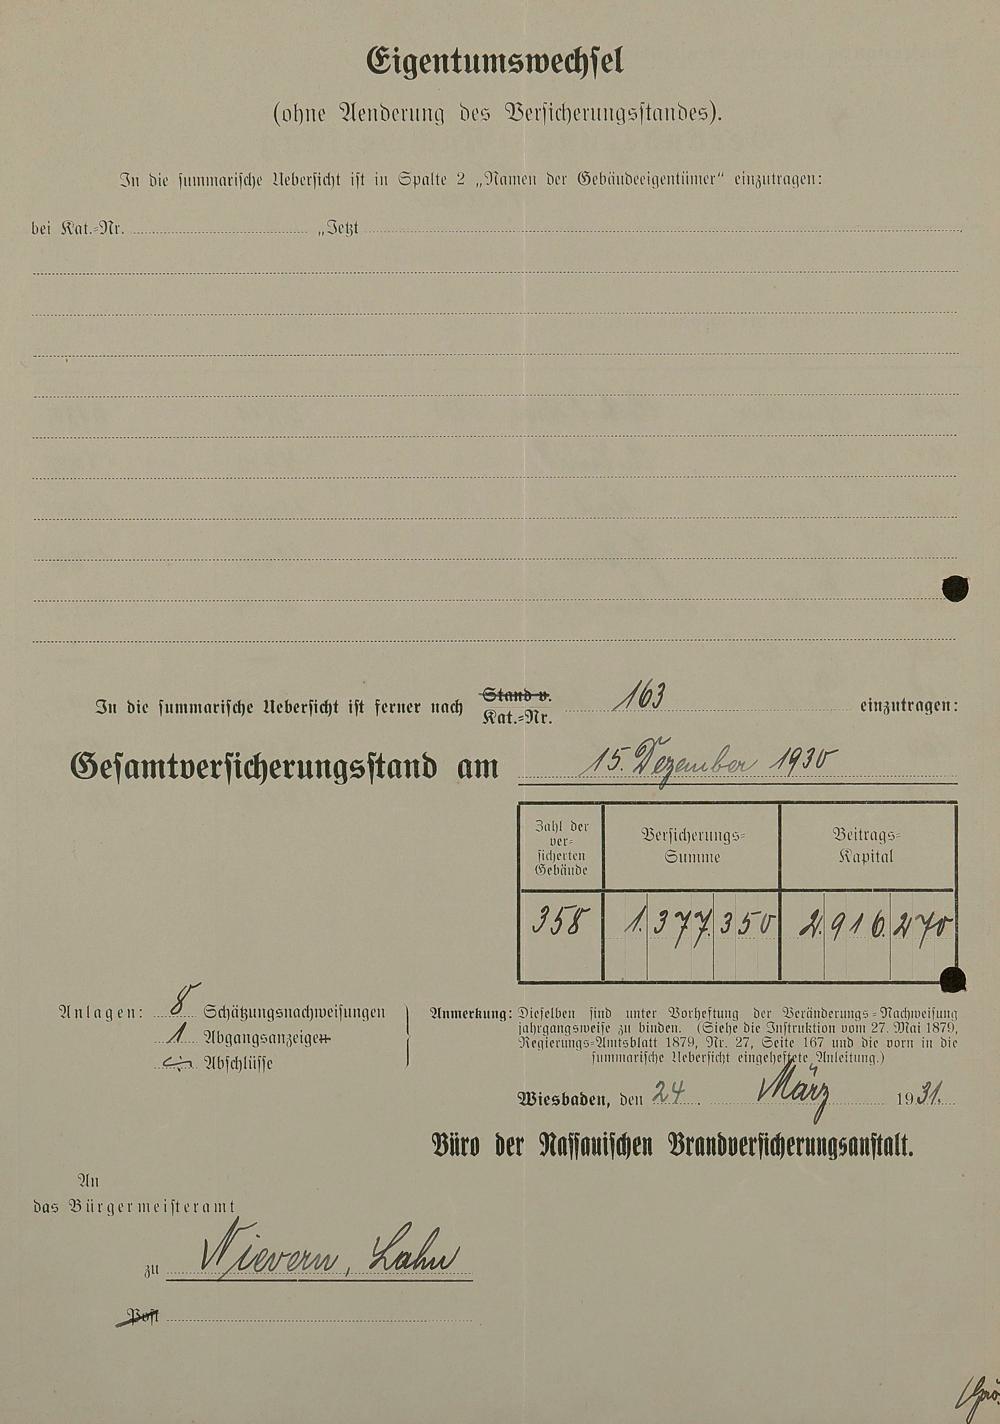 Eigentumswechsel
(ohne Aenderung des Versicherungsstandes).
In die summarische Uebersicht ist in Spalte 2 „Namen der Gebäudeeigentümer“ einzutragen:
bei Kat.-Nr. „Jetzt
In die summarische Uebersicht ist ferner nach Stand v. Kat.-Nr. 163 einzutragen:
Gesamtversicherungsstand am 15. Dezember 1930
Zahl der ver- sicherten Gebäude
Versicherungs- Summe
Beitrags- Kapital
358 1.377.350 2.916.270
Anlagen: 8 Schätzungsnachweisungen
1 Abgangsanzeigen
Abschlüsse
Anmerkung: Dieselben sind unter Vorheftung der Veränderungs-Nachweisung
jahrgangsweise zu binden. (Siehe die Instruktion vom 27. Mai 1879,
Regierungs-Amtsblatt 1879, Nr. 27, Seite 167 und die vorn in die
summarische Uebersicht eingeheftete Anleitung.)
Wiesbaden, den 24. März 1931.
Büro der Nassauischen Brandversicherungsanstalt.
An
das Bürgermeisteramt
zu Nievern, Lahn
Post